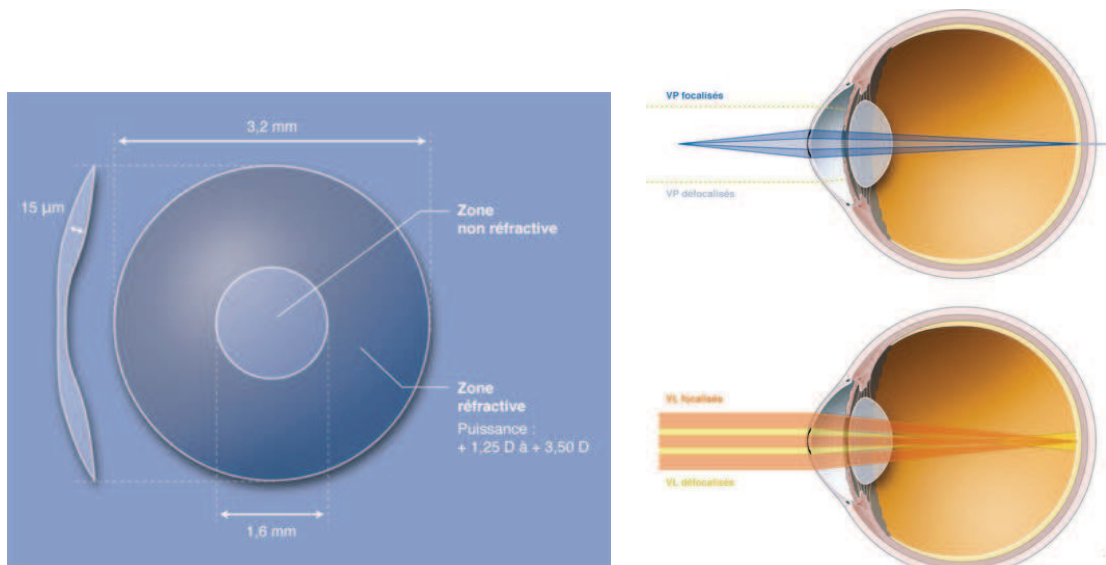 3,2 mm
15 µm
Zone
non réfractive
Zone
réfractive
Puissance :
+ 1,25 D à + 3,50 D
1,6 mm
VP focalisés
VP défocalisés
VL focalisés
VL défocalisés